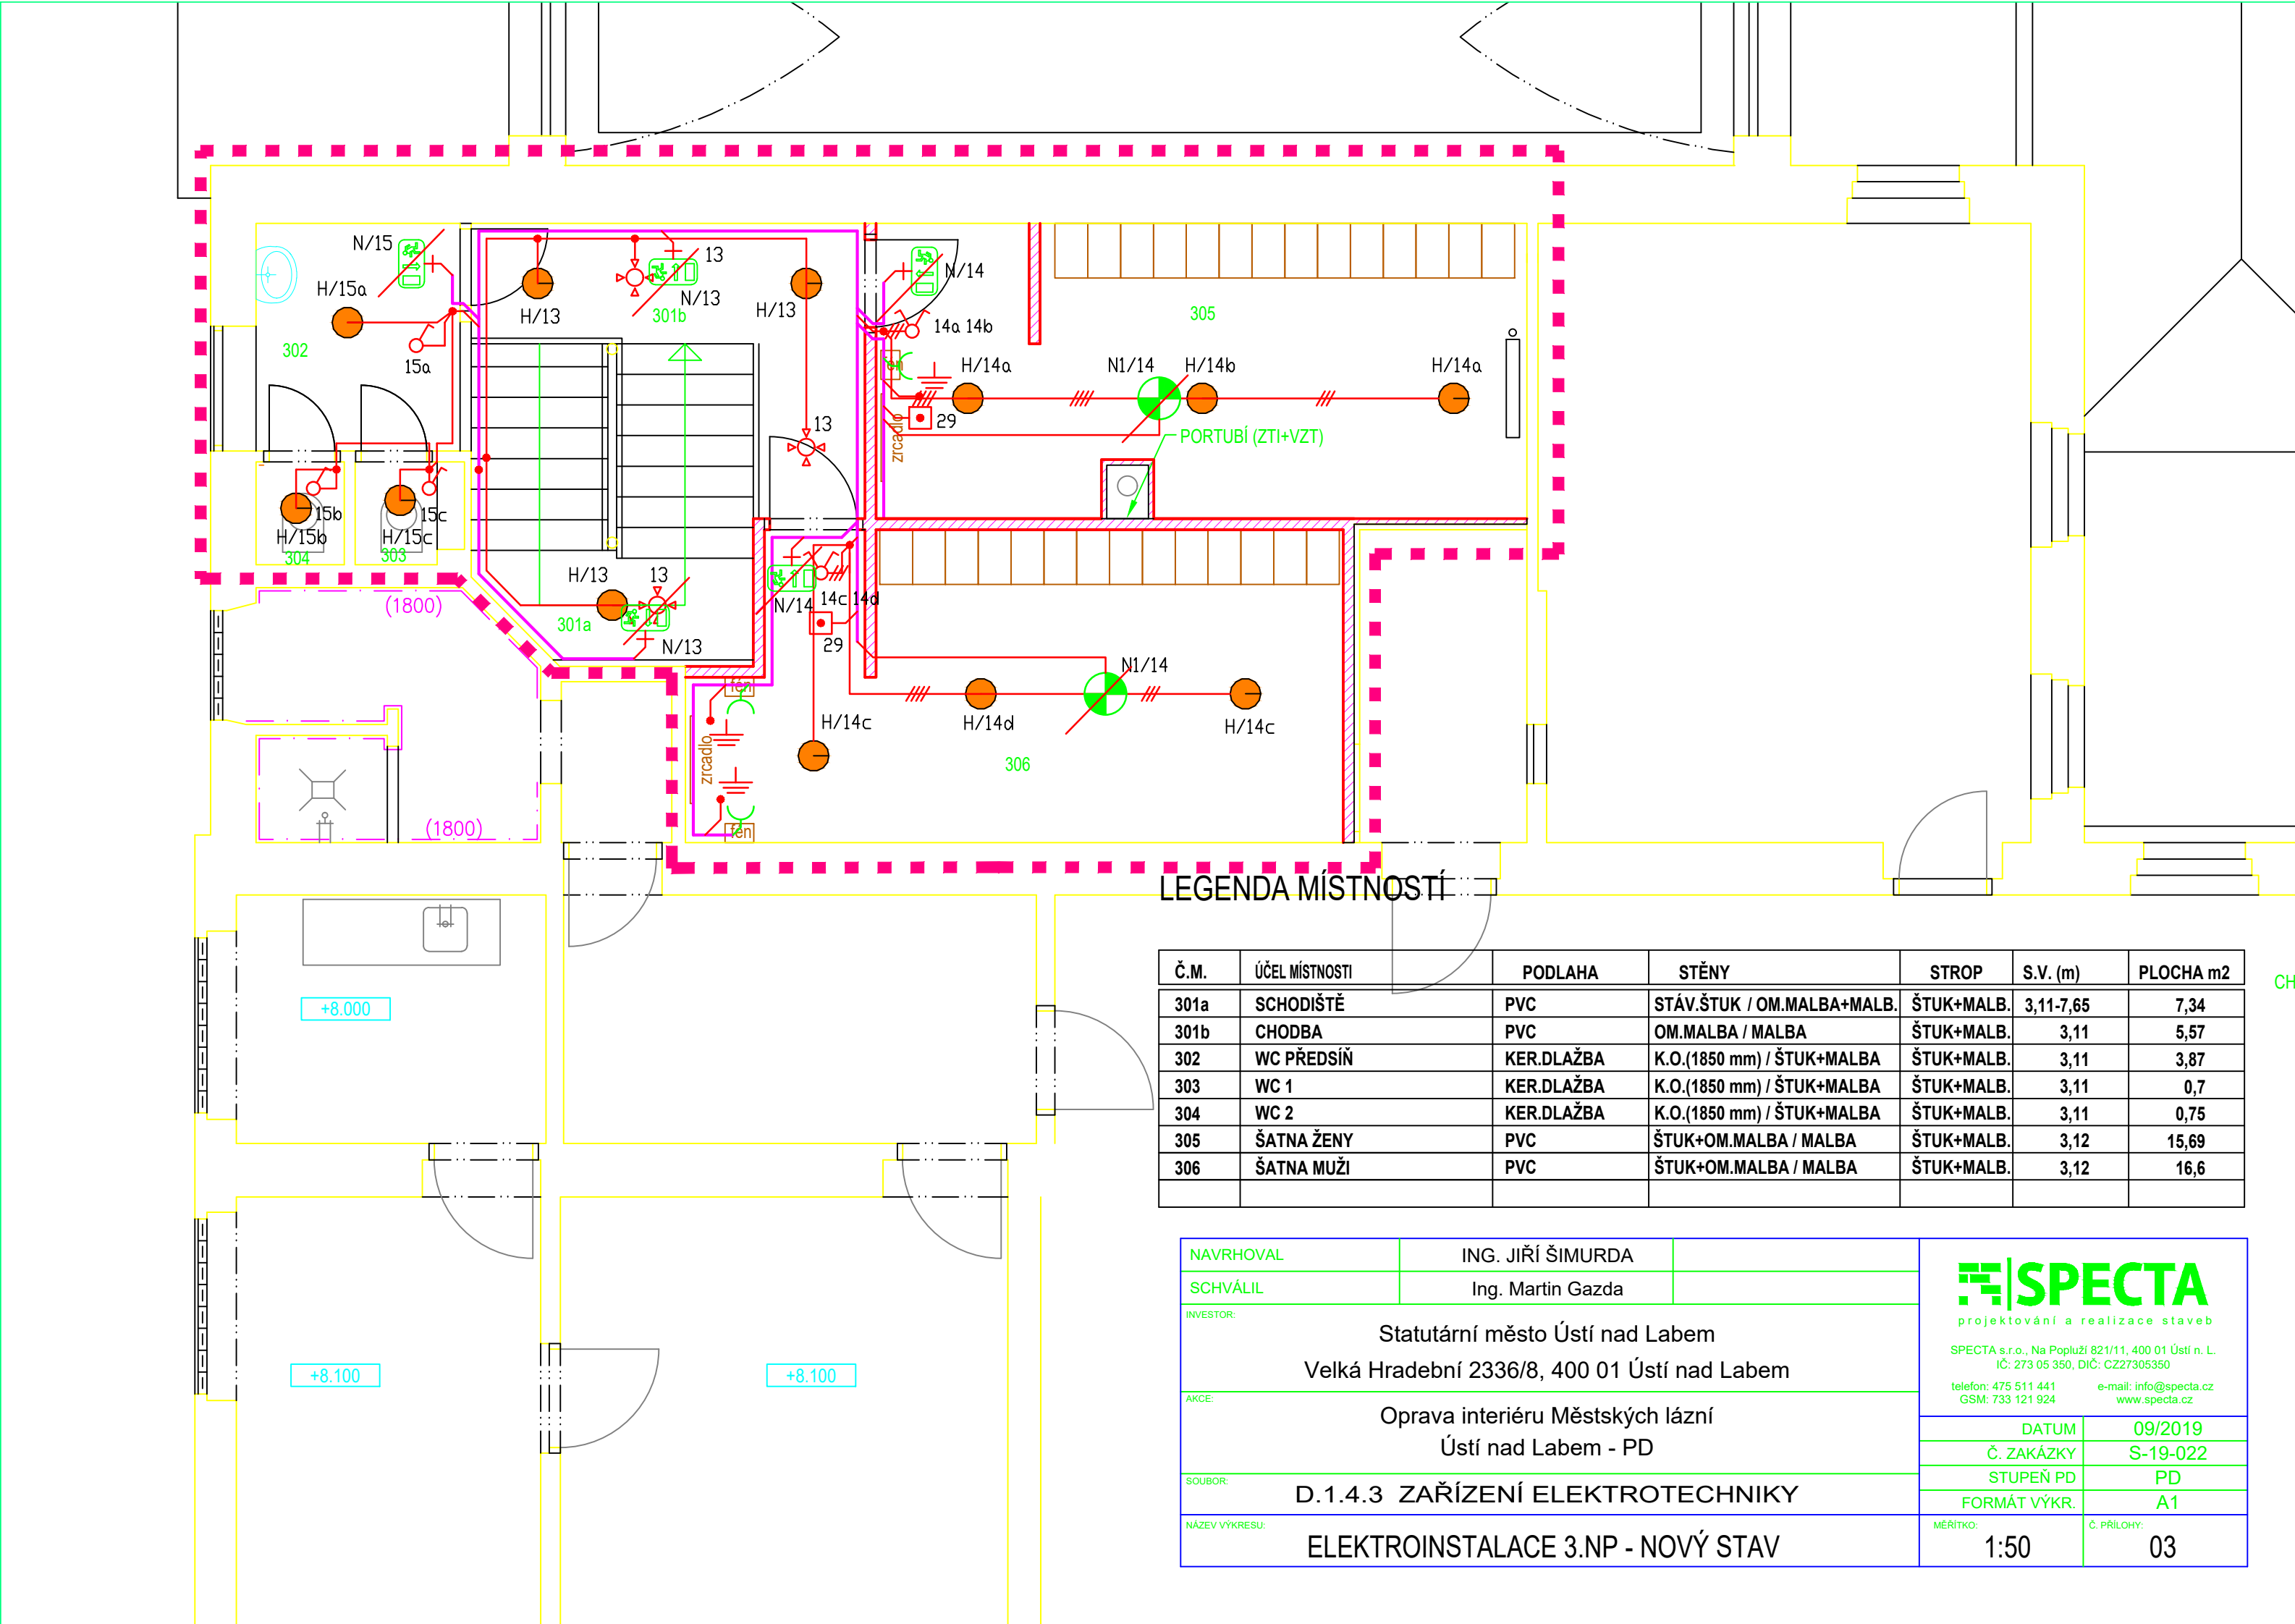 N/15
H/15a
302
15a
H/13
13
N/13
301b
H/13
N/14
14a 14b
305
H/14a
N1/14
H/14b
H/14a
fén
29
zrcadlo
13
PORTUBÍ (ZTI+VZT)
15b
H/15b
304
15c
H/15c
303
(1800)
H/13
13
301a
N/13
N/14
14c 14d
29
N1/14
fén
H/14c
H/14d
H/14c
zrcadlo
306
fén
(1800)
LEGENDA MÍSTNOSTÍ
Č.M. ÚČEL MÍSTNOSTI PODLAHA STĚNY STROP S.V. (m) PLOCHA m2
CH
301a SCHODIŠTĚ PVC STÁV.ŠTUK / OM.MALBA+MALB. ŠTUK+MALB. 3,11-7,65 7,34
301b CHODBA PVC OM.MALBA / MALBA ŠTUK+MALB. 3,11 5,57
302 WC PŘEDSÍŇ KER.DLAŽBA K.O.(1850 mm) / ŠTUK+MALBA ŠTUK+MALB. 3,11 3,87
303 WC 1 KER.DLAŽBA K.O.(1850 mm) / ŠTUK+MALBA ŠTUK+MALB. 3,11 0,7
304 WC 2 KER.DLAŽBA K.O.(1850 mm) / ŠTUK+MALBA ŠTUK+MALB. 3,11 0,75
305 ŠATNA ŽENY PVC ŠTUK+OM.MALBA / MALBA ŠTUK+MALB. 3,12 15,69
306 ŠATNA MUŽI PVC ŠTUK+OM.MALBA / MALBA ŠTUK+MALB. 3,12 16,6
+8.000
+8.100
+8.100
NAVRHOVAL ING. JIŘÍ ŠIMURDA
SCHVÁLIL Ing. Martin Gazda
INVESTOR:
Statutární město Ústí nad Labem
Velká Hradební 2336/8, 400 01 Ústí nad Labem
AKCE:
Oprava interiéru Městských lázní
Ústí nad Labem - PD
SOUBOR:
D.1.4.3 ZAŘÍZENÍ ELEKTROTECHNIKY
NÁZEV VÝKRESU:
ELEKTROINSTALACE 3.NP - NOVÝ STAV
SPECTA
projektování a realizace staveb
SPECTA s.r.o., Na Popluží 821/11, 400 01 Ústí n. L.
IČ: 273 05 350, DIČ: CZ27305350
telefon: 475 511 441 e-mail: info@specta.cz
GSM: 733 121 924 www.specta.cz
DATUM 09/2019
Č. ZAKÁZKY S-19-022
STUPEŇ PD PD
FORMÁT VÝKR. A1
MĚŘÍTKO: Č. PŘÍLOHY:
1:50 03